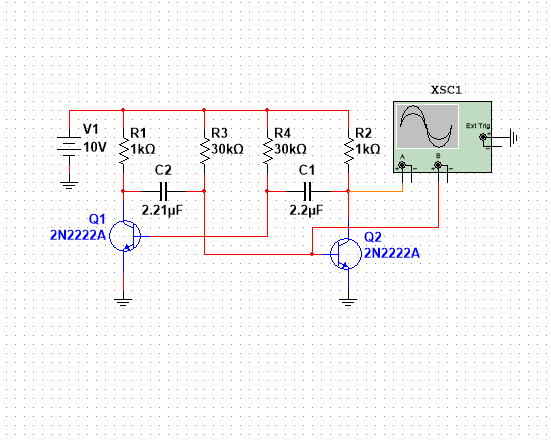 XSC1
Ext Trig
+
-
A
B
+
-
+
-
V1
10V
R1
1kΩ
R3
30kΩ
R4
30kΩ
R2
1kΩ
C2
2.21µF
C1
2.2µF
Q1
2N2222A
Q2
2N2222A